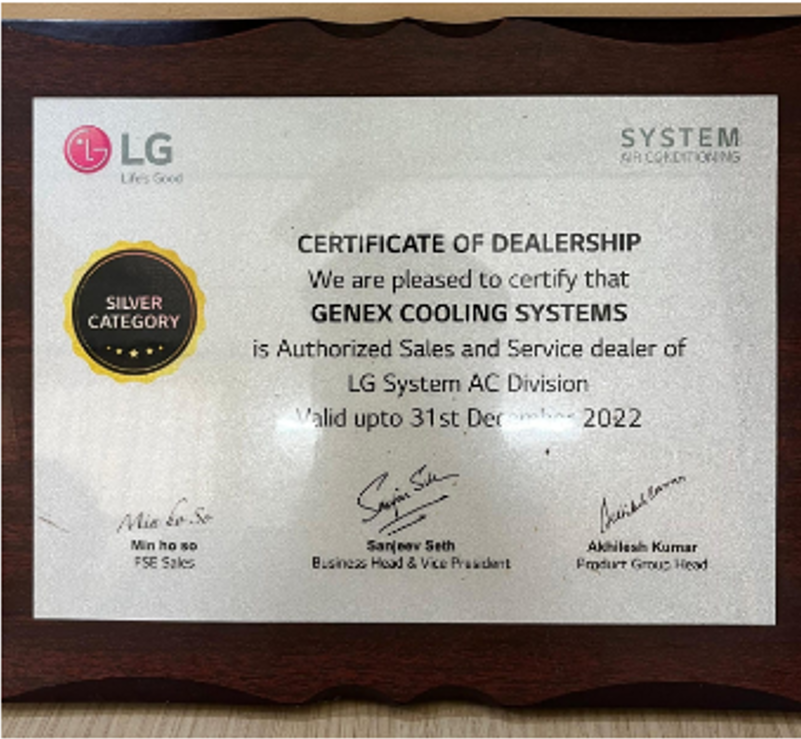 LG
Life's Good
SYSTEM
AIR CONDITIONING
CERTIFICATE OF DEALERSHIP
We are pleased to certify that
SILVER
CATEGORY
GENEX COOLING SYSTEMS
is Authorized Sales and Service dealer of
LG System AC Division
Valid upto 31st December 2022
Min ho so
Min ho so
FSE Sales
Sanjeev Seth
Business Head & Vice President
Akhilesh Kumar
Product Group Head